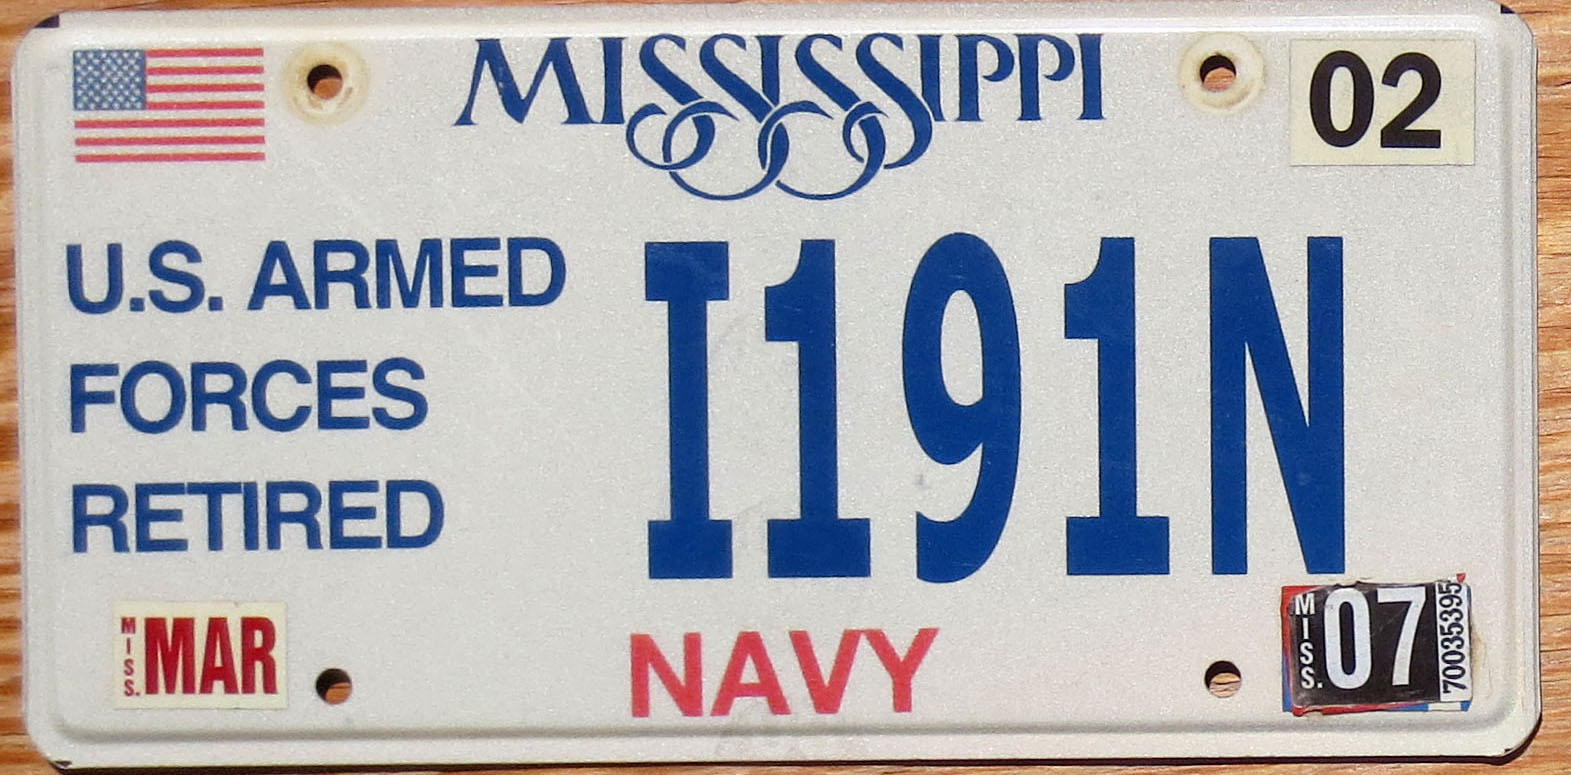 MISSISSIPPI
02
U.S. ARMED
FORCES
RETIRED
I191N
MISS. MAR
NAVY
MISS. 07 70035395